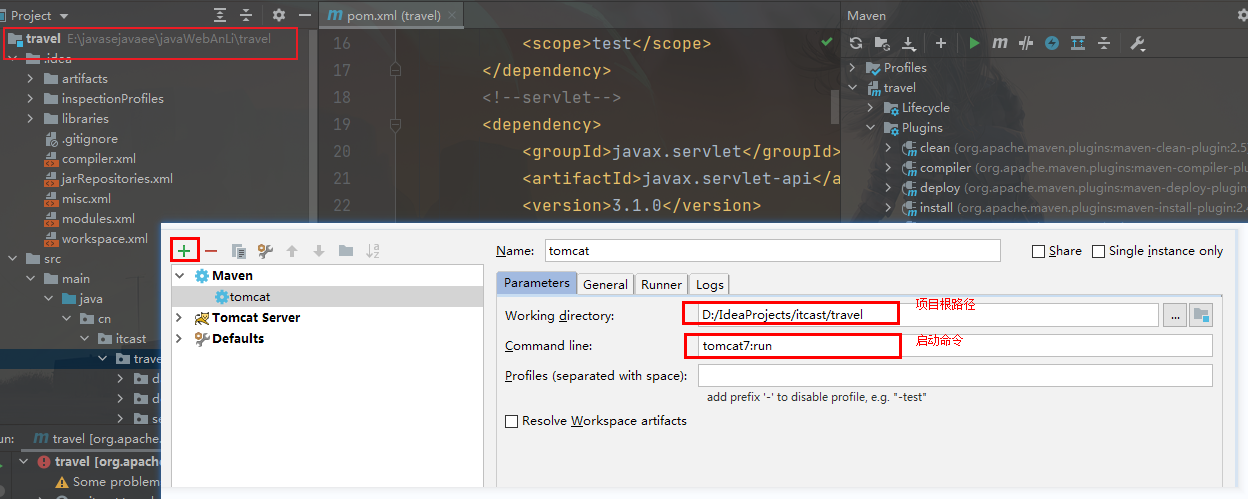 Project
travel E:\javasejavaee\javaWebAnLi\travel
.idea
artifacts
inspectionProfiles
libraries
.gitignore
compiler.xml
jarRepositories.xml
misc.xml
modules.xml
workspace.xml
src
main
java
cn
itcast
trave
d
d
se
un: travel [org.apache.
travel [org.apache
Some problem
pom.xml (travel)
16 <scope>test</scope>
17 </dependency>
18 <!--servlet-->
19 <dependency>
20 <groupId>javax.servlet</groupId>
21 <artifactId>javax.servlet-api</a
22 <version>3.1.0</version>
Maven
Profiles
travel
Lifecycle
Plugins
clean (org.apache.maven.plugins:maven-clean-plugin:2.5
compiler (org.apache.maven.plugins:maven-compiler-plu
deploy (org.apache.maven.plugins:maven-deploy-plugin
install (org.apache.maven.plugins:maven-install-plugin:2.4
Maven
tomcat
Tomcat Server
Defaults
Name: tomcat
Share
Single instance only
Parameters General Runner Logs
Working directory: D:/IdeaProjects/itcast/travel 项目根路径 ...
Command line: tomcat7:run 启动命令
Profiles (separated with space):
add prefix '-' to disable profile, e.g. "-test"
Resolve Workspace artifacts